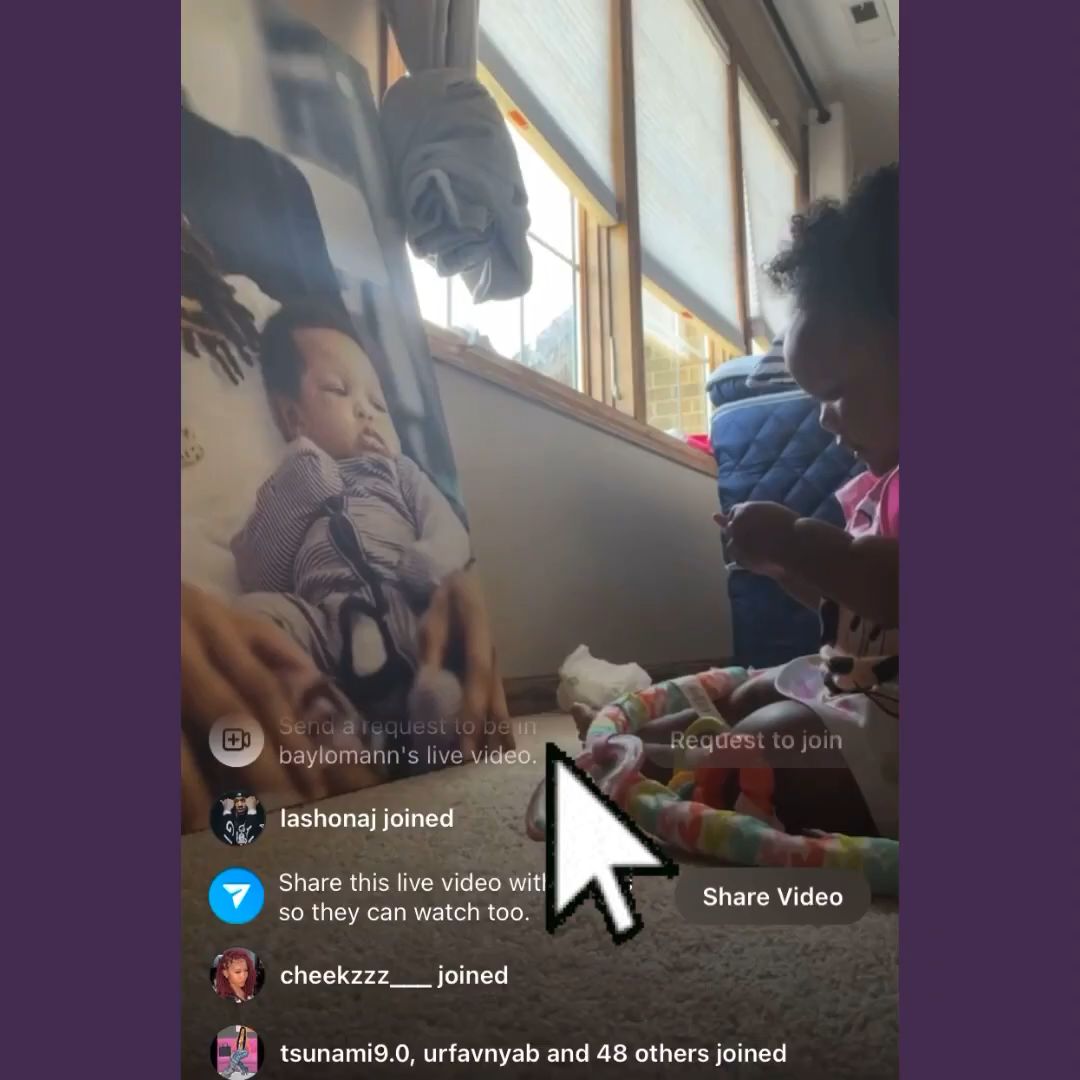 Send a request to be in
baylomann's live video.
Request to join
lashonaj joined
Share this live video with
so they can watch too.
Share Video
cheekzzz___ joined
tsunami9.0, urfavnyab and 48 others joined